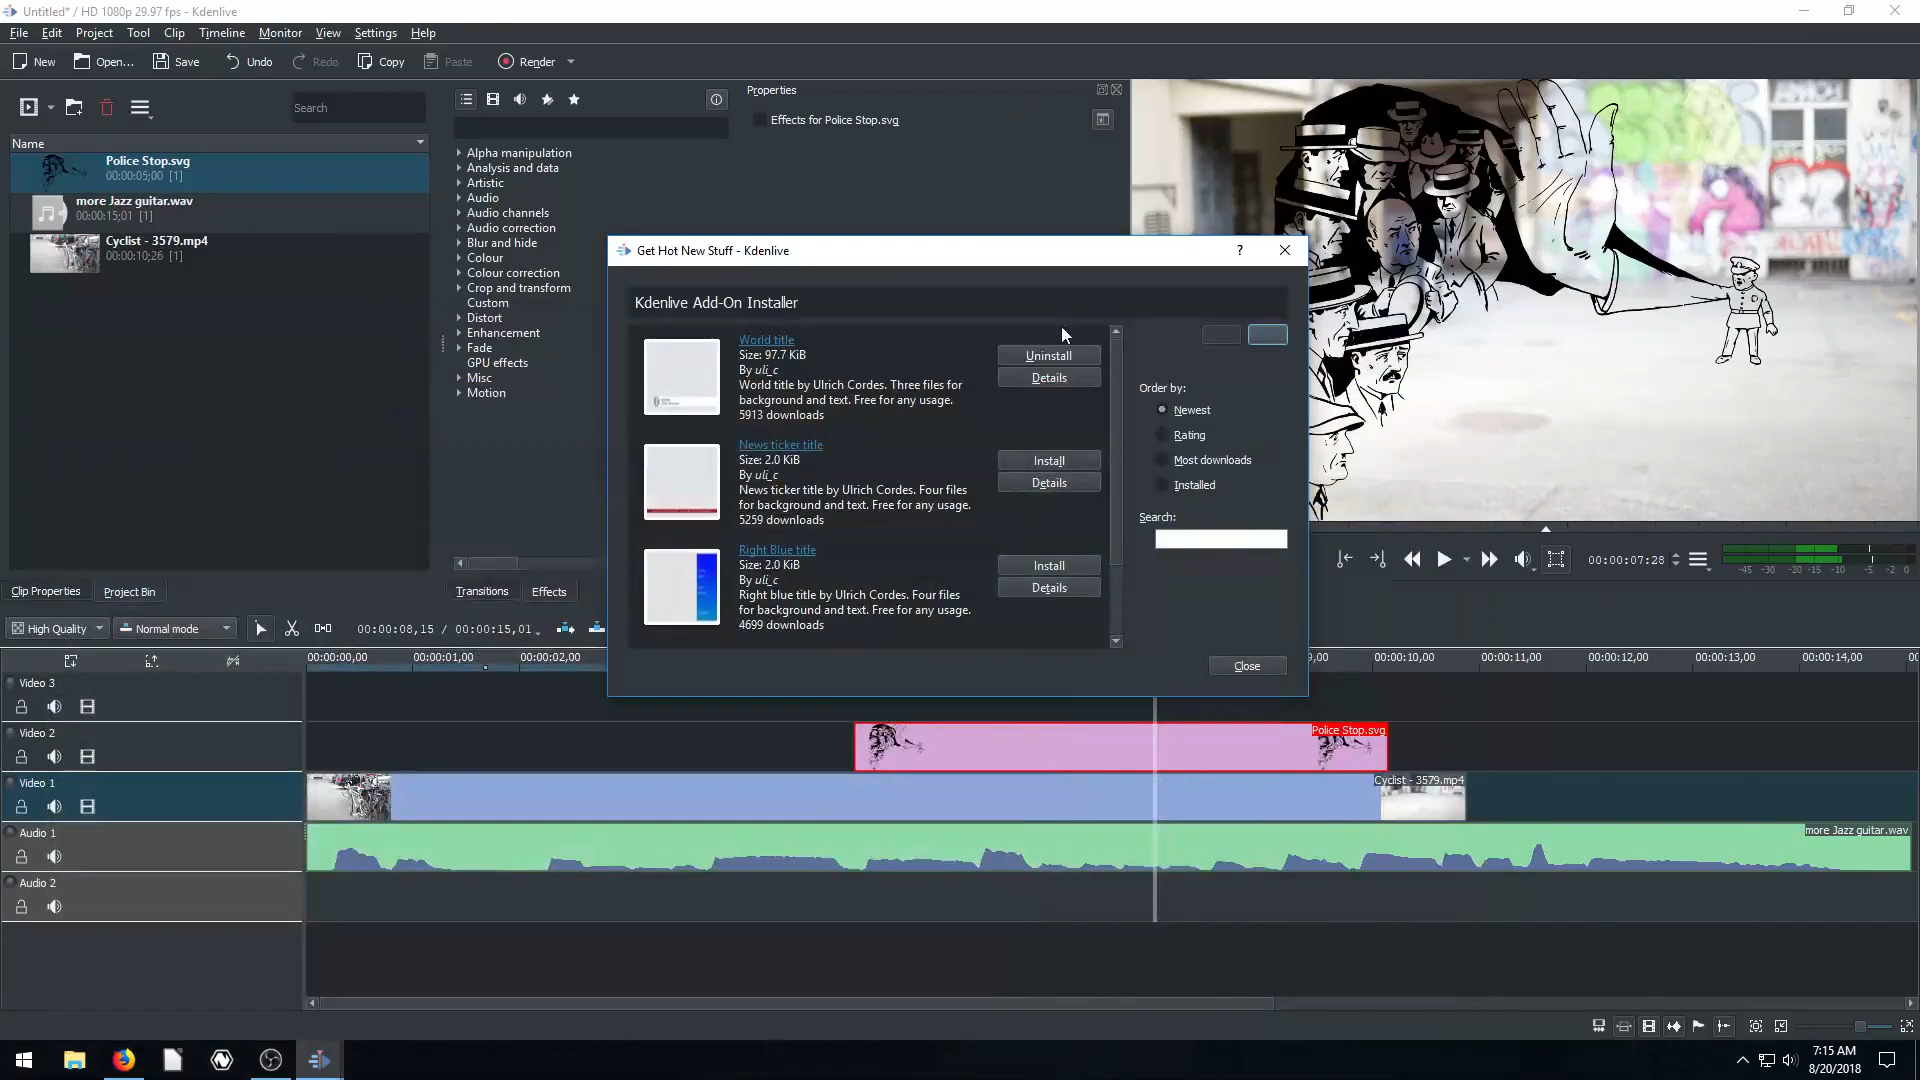 Untitled* / HD 1080p 29.97 fps - Kdenlive
File Edit Project Tool Clip Timeline Monitor View Settings Help
New Open... Save Undo Redo Copy Paste Render
Search
Name
Police Stop.svg
00:00:05;00 [1]
more Jazz guitar.wav
00:00:15;01 [1]
Cyclist - 3579.mp4
00:00:10;26 [1]
Clip Properties Project Bin
Alpha manipulation
Analysis and data
Artistic
Audio
Audio channels
Audio correction
Blur and hide
Colour
Colour correction
Crop and transform
Custom
Distort
Enhancement
Fade
GPU effects
Misc
Motion
Transitions Effects
Properties
Effects for Police Stop.svg
Get Hot New Stuff - Kdenlive
?
Kdenlive Add-On Installer
World title
Size: 97.7 KiB
By uli_c
World title by Ulrich Cordes. Three files for
background and text. Free for any usage.
5913 downloads
Uninstall
Details
News ticker title
Size: 2.0 KiB
By uli_c
News ticker title by Ulrich Cordes. Four files
for background and text. Free for any usage.
5259 downloads
Install
Details
Right Blue title
Size: 2.0 KiB
By uli_c
Right blue title by Ulrich Cordes. Four files
for background and text. Free for any usage.
4699 downloads
Install
Details
Order by:
Newest
Rating
Most downloads
Installed
Search:
Close
00:00:07:28
-45 -30 -20 -15 -10 -5 -2 0
High Quality Normal mode 00:00:08,15 / 00:00:15,01
00:00:00,00 00:00:01,00 00:00:02,00 9,00 00:00:10,00 00:00:11,00 00:00:12,00 00:00:13,00 00:00:14,00 00
Video 3
Video 2
Police Stop.svg
Video 1
Cyclist - 3579.mp4
Audio 1
more Jazz guitar.wav
Audio 2
7:15 AM
8/20/2018